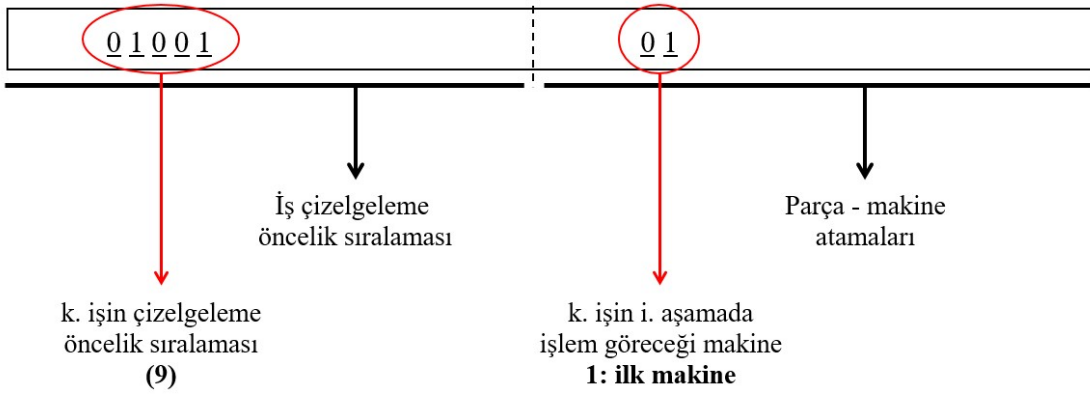 0 1 0 0 1
0 1
İş çizelgeleme
öncelik sıralaması
Parça - makine
atamaları
k. işin çizelgeleme
öncelik sıralaması
(9)
k. işin i. aşamada
işlem göreceği makine
1: ilk makine